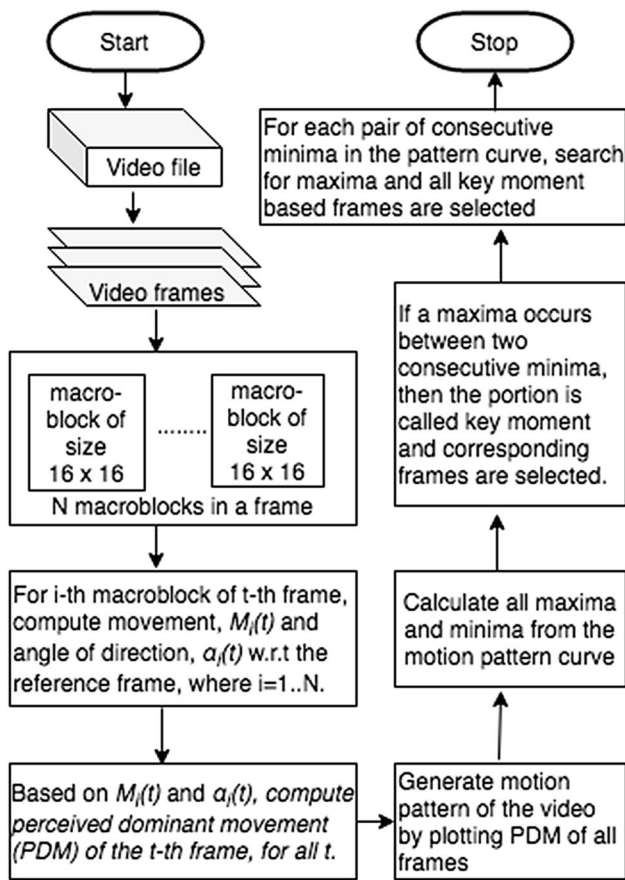 Start
Video file
Video frames
macro-
block of
size
16 x 16
........
macro-
block of
size
16 x 16
N macroblocks in a frame
For i-th macroblock of t-th frame,
compute movement, Mi(t) and
angle of direction, αi(t) w.r.t the
reference frame, where i=1..N.
Based on Mi(t) and αi(t), compute
perceived dominant movement
(PDM) of the t-th frame, for all t.
Generate motion
pattern of the video
by plotting PDM of all
frames
Calculate all maxima
and minima from the
motion pattern curve
If a maxima occurs
between two
consecutive minima,
then the portion is
called key moment
and corresponding
frames are selected.
For each pair of consecutive
minima in the pattern curve, search
for maxima and all key moment
based frames are selected
Stop